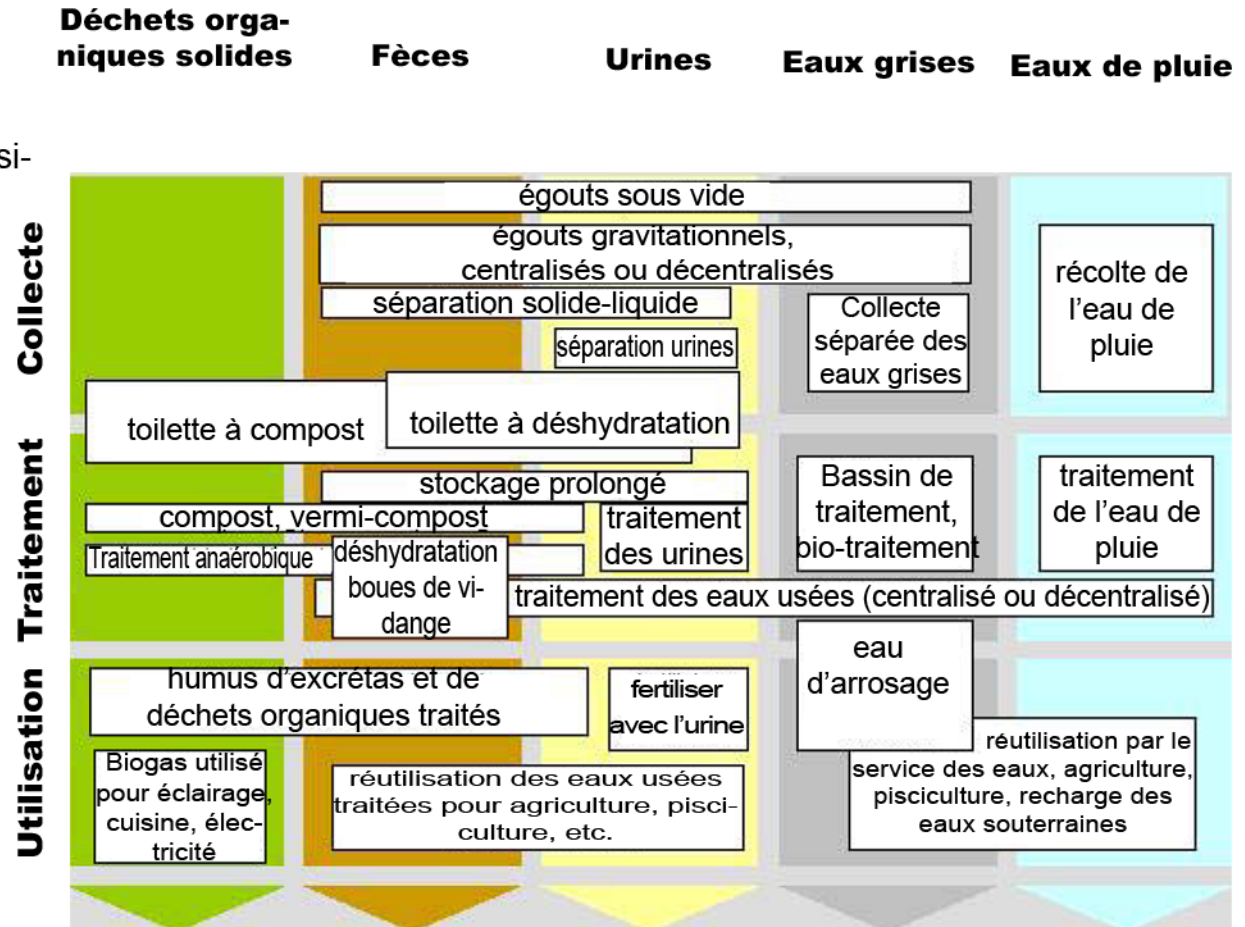 Déchets orga-
niques solides
Fèces
Urines
Eaux grises
Eaux de pluie
si-
Collecte
égouts sous vide
égouts gravitationnels,
centralisés ou décentralisés
séparation solide-liquide
séparation urines
Collecte
séparée des
eaux grises
récolte de
l'eau de
pluie
toilette à compost
toilette à déshydratation
Traitement
stockage prolongé
compost, vermi-compost
traitement
des urines
Traitement anaérobique
déshydratation
boues de vi-
dange
Bassin de
traitement,
bio-traitement
traitement
de l'eau de
pluie
traitement des eaux usées (centralisé ou décentralisé)
Utilisation
humus d'excrétas et de
déchets organiques traités
fertiliser
avec l'urine
eau
d'arrosage
Biogas utilisé
pour éclairage,
cuisine, élec-
tricité
réutilisation des eaux usées
traitées pour agriculture, pisci-
culture, etc.
réutilisation par le
service des eaux, agriculture,
pisciculture, recharge des
eaux souterraines